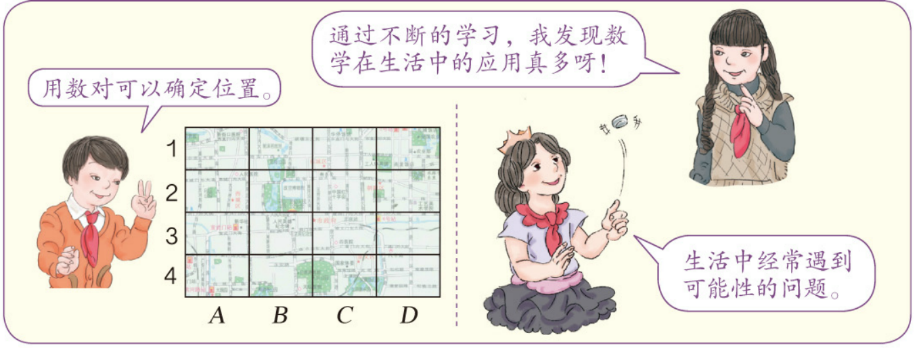 通过不断的学习，我发现数
学在生活中的应用真多呀！
用数对可以确定位置。
1
2
3
4
A B C D
生活中经常遇到
可能性的问题。